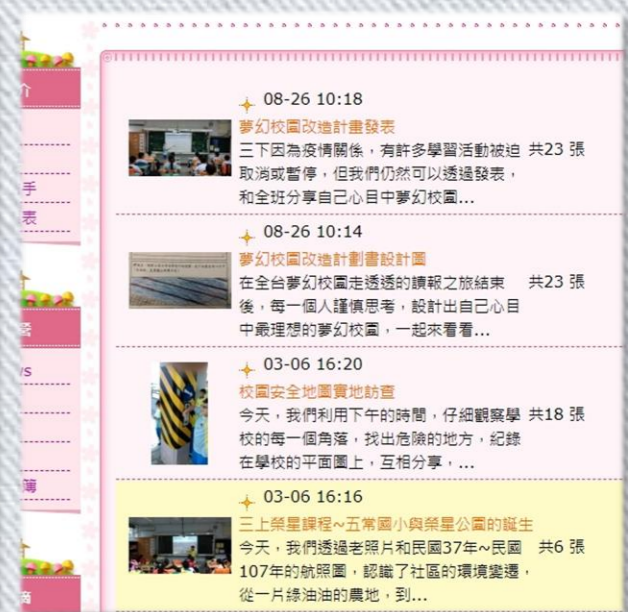 介
手
表
營
ws
簿
08-26 10:18
夢幻校園改造計畫發表
三下因為疫情關係，有許多學習活動被迫 共23 張
取消或暫停，但我們仍然可以透過發表，
和全班分享自己心目中夢幻校園...
08-26 10:14
夢幻校園改造計劃書設計圖
在全台夢幻校園走透透的讀報之旅結束 共23 張
後，每一個人謹慎思考，設計出自己心目
中最理想的夢幻校園，一起來看看...
03-06 16:20
校園安全地圖實地訪查
今天，我們利用下午的時間，仔細觀察學 共18 張
校的每一個角落，找出危險的地方，紀錄
在學校的平面圖上，互相分享，...
03-06 16:16
三上榮星課程~五常國小與榮星公園的誕生
今天，我們透過老照片和民國37年~民國 共6 張
107年的航照圖，認識了社區的環境變遷，
從一片綠油油的農地，到...